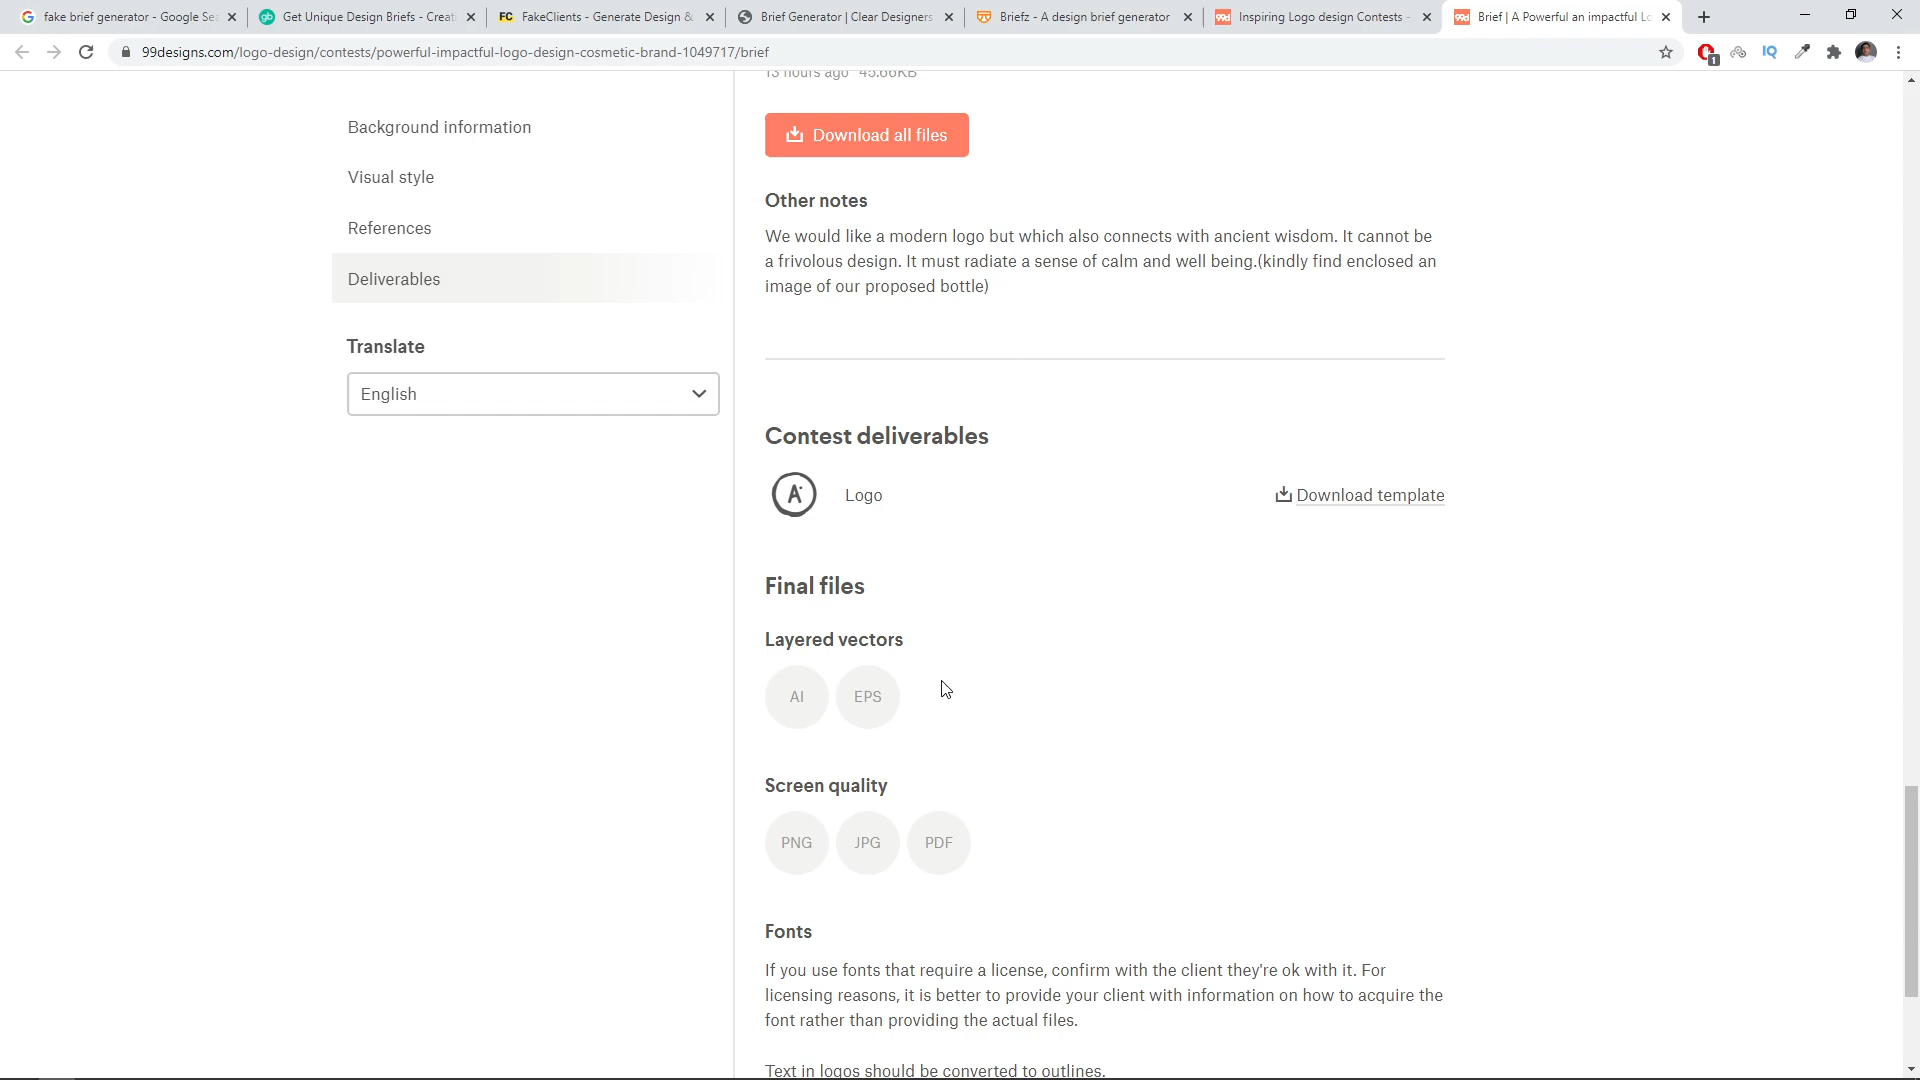 fake brief generator - Google Se
Get Unique Design Briefs - Creat
FC FakeClients - Generate Design &
Brief Generator | Clear Designers
Briefz - A design brief generator
99d Inspiring Logo design Contests -
99d Brief | A Powerful an impactful Lo
99designs.com/logo-design/contests/powerful-impactful-logo-design-cosmetic-brand-1049717/brief
1
IQ
13 hours ago 45.66KB
Background information
Visual style
References
Deliverables
Translate
English
Download all files
Other notes
We would like a modern logo but which also connects with ancient wisdom. It cannot be
a frivolous design. It must radiate a sense of calm and well being.(kindly find enclosed an
image of our proposed bottle)
Contest deliverables
A Logo Download template
Final files
Layered vectors
AI EPS
Screen quality
PNG JPG PDF
Fonts
If you use fonts that require a license, confirm with the client they're ok with it. For
licensing reasons, it is better to provide your client with information on how to acquire the
font rather than providing the actual files.
Text in logos should be converted to outlines.